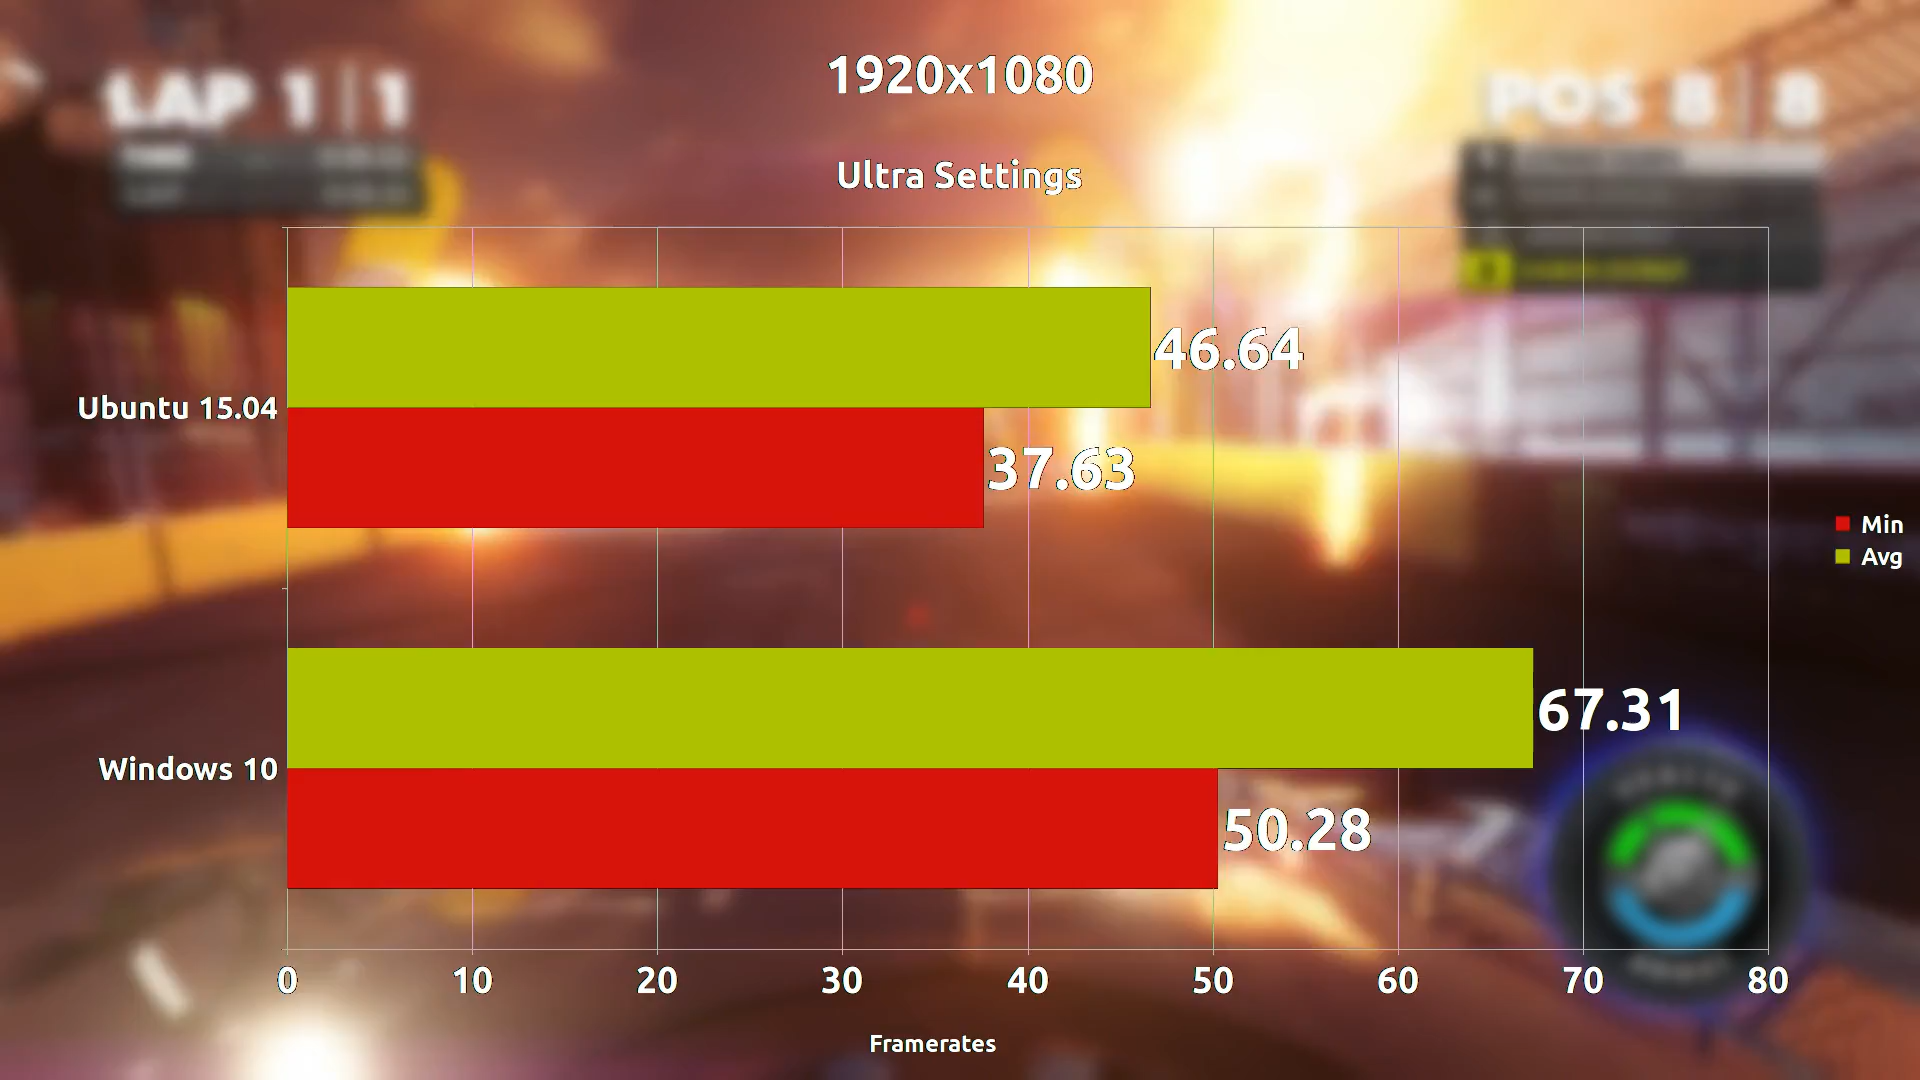 1920x1080
LAP 1 | 1
POS 8 | 8
Ultra Settings
46.64
Ubuntu 15.04
37.63
Min
Avg
67.31
Windows 10
50.28
0 10 20 30 40 50 60 70 80
Framerates